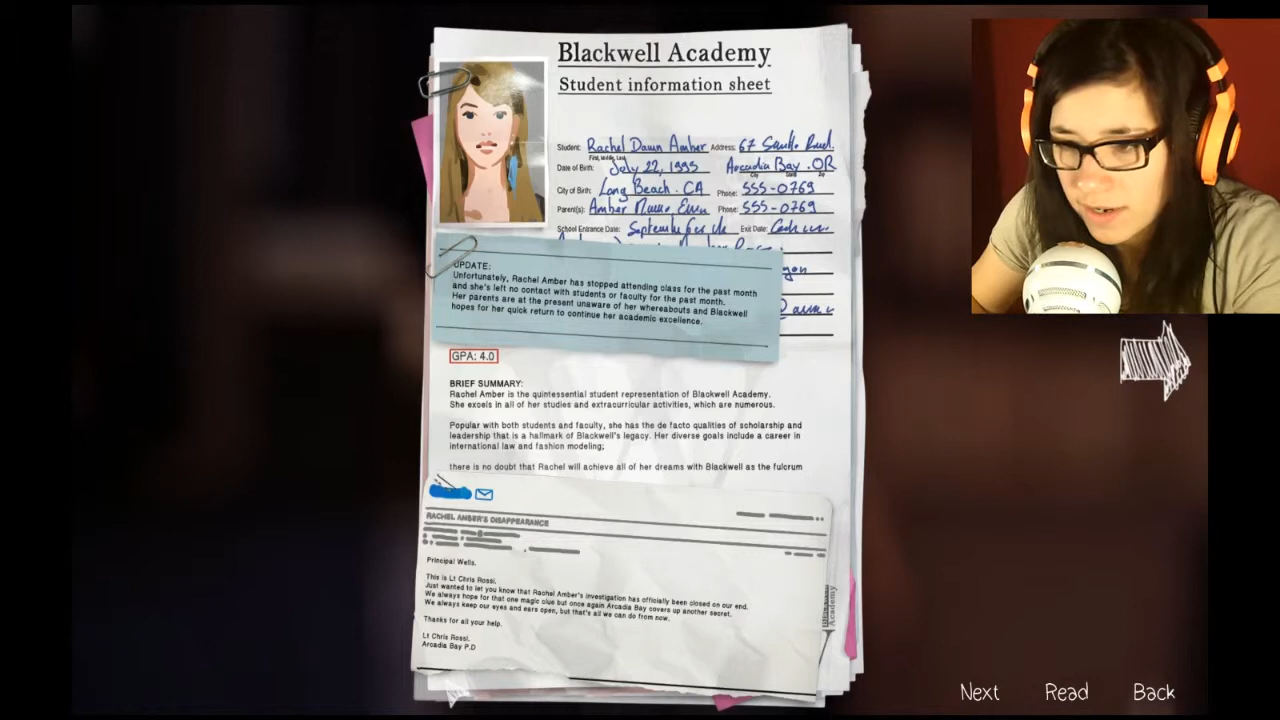 Blackwell Academy
Student information sheet
Student: Rachel Dawn Amber Address: 67
First, Middle, Last
Date of Birth: July 22, 1995 Arcadia Bay. OR
City State Zip
City of Birth: Long Beach. CA Phone: 555-0769
Parent(s): Amber Phone: 555-0769
School Entrance Date: Exit Date:
UPDATE:
Unfortunately, Rachel Amber has stopped attending class for the past month
and she's left no contact with students or faculty for the past month.
Her parents are at the present unaware of her whereabouts and Blackwell
hopes for her quick return to continue her academic excellence.
GPA: 4.0
BRIEF SUMMARY:
Rachel Amber is the quintessential student representation of Blackwell Academy.
She excels in all of her studies and extracurricular activities, which are numerous.
Popular with both students and faculty, she has the de facto qualities of scholarship and
leadership that is a hallmark of Blackwell's legacy. Her diverse goals include a career in
international law and fashion modeling;
there is no doubt that Rachel will achieve all of her dreams with Blackwell as the fulcrum
RACHEL AMBER'S DISAPPEARANCE
Principal Wells.
This is Lt Chris Rossi.
Just wanted to let you know that Rachel Amber's investigation has officially been closed on our end.
We always hope for that one magic clue but once again Arcadia Bay covers up another secret.
We always keep our eyes and ears open, but that's all we can do from now.
Thanks for all your help.
Lt Chris Rossi.
Arcadia Bay P.D
Academy
Next Read Back